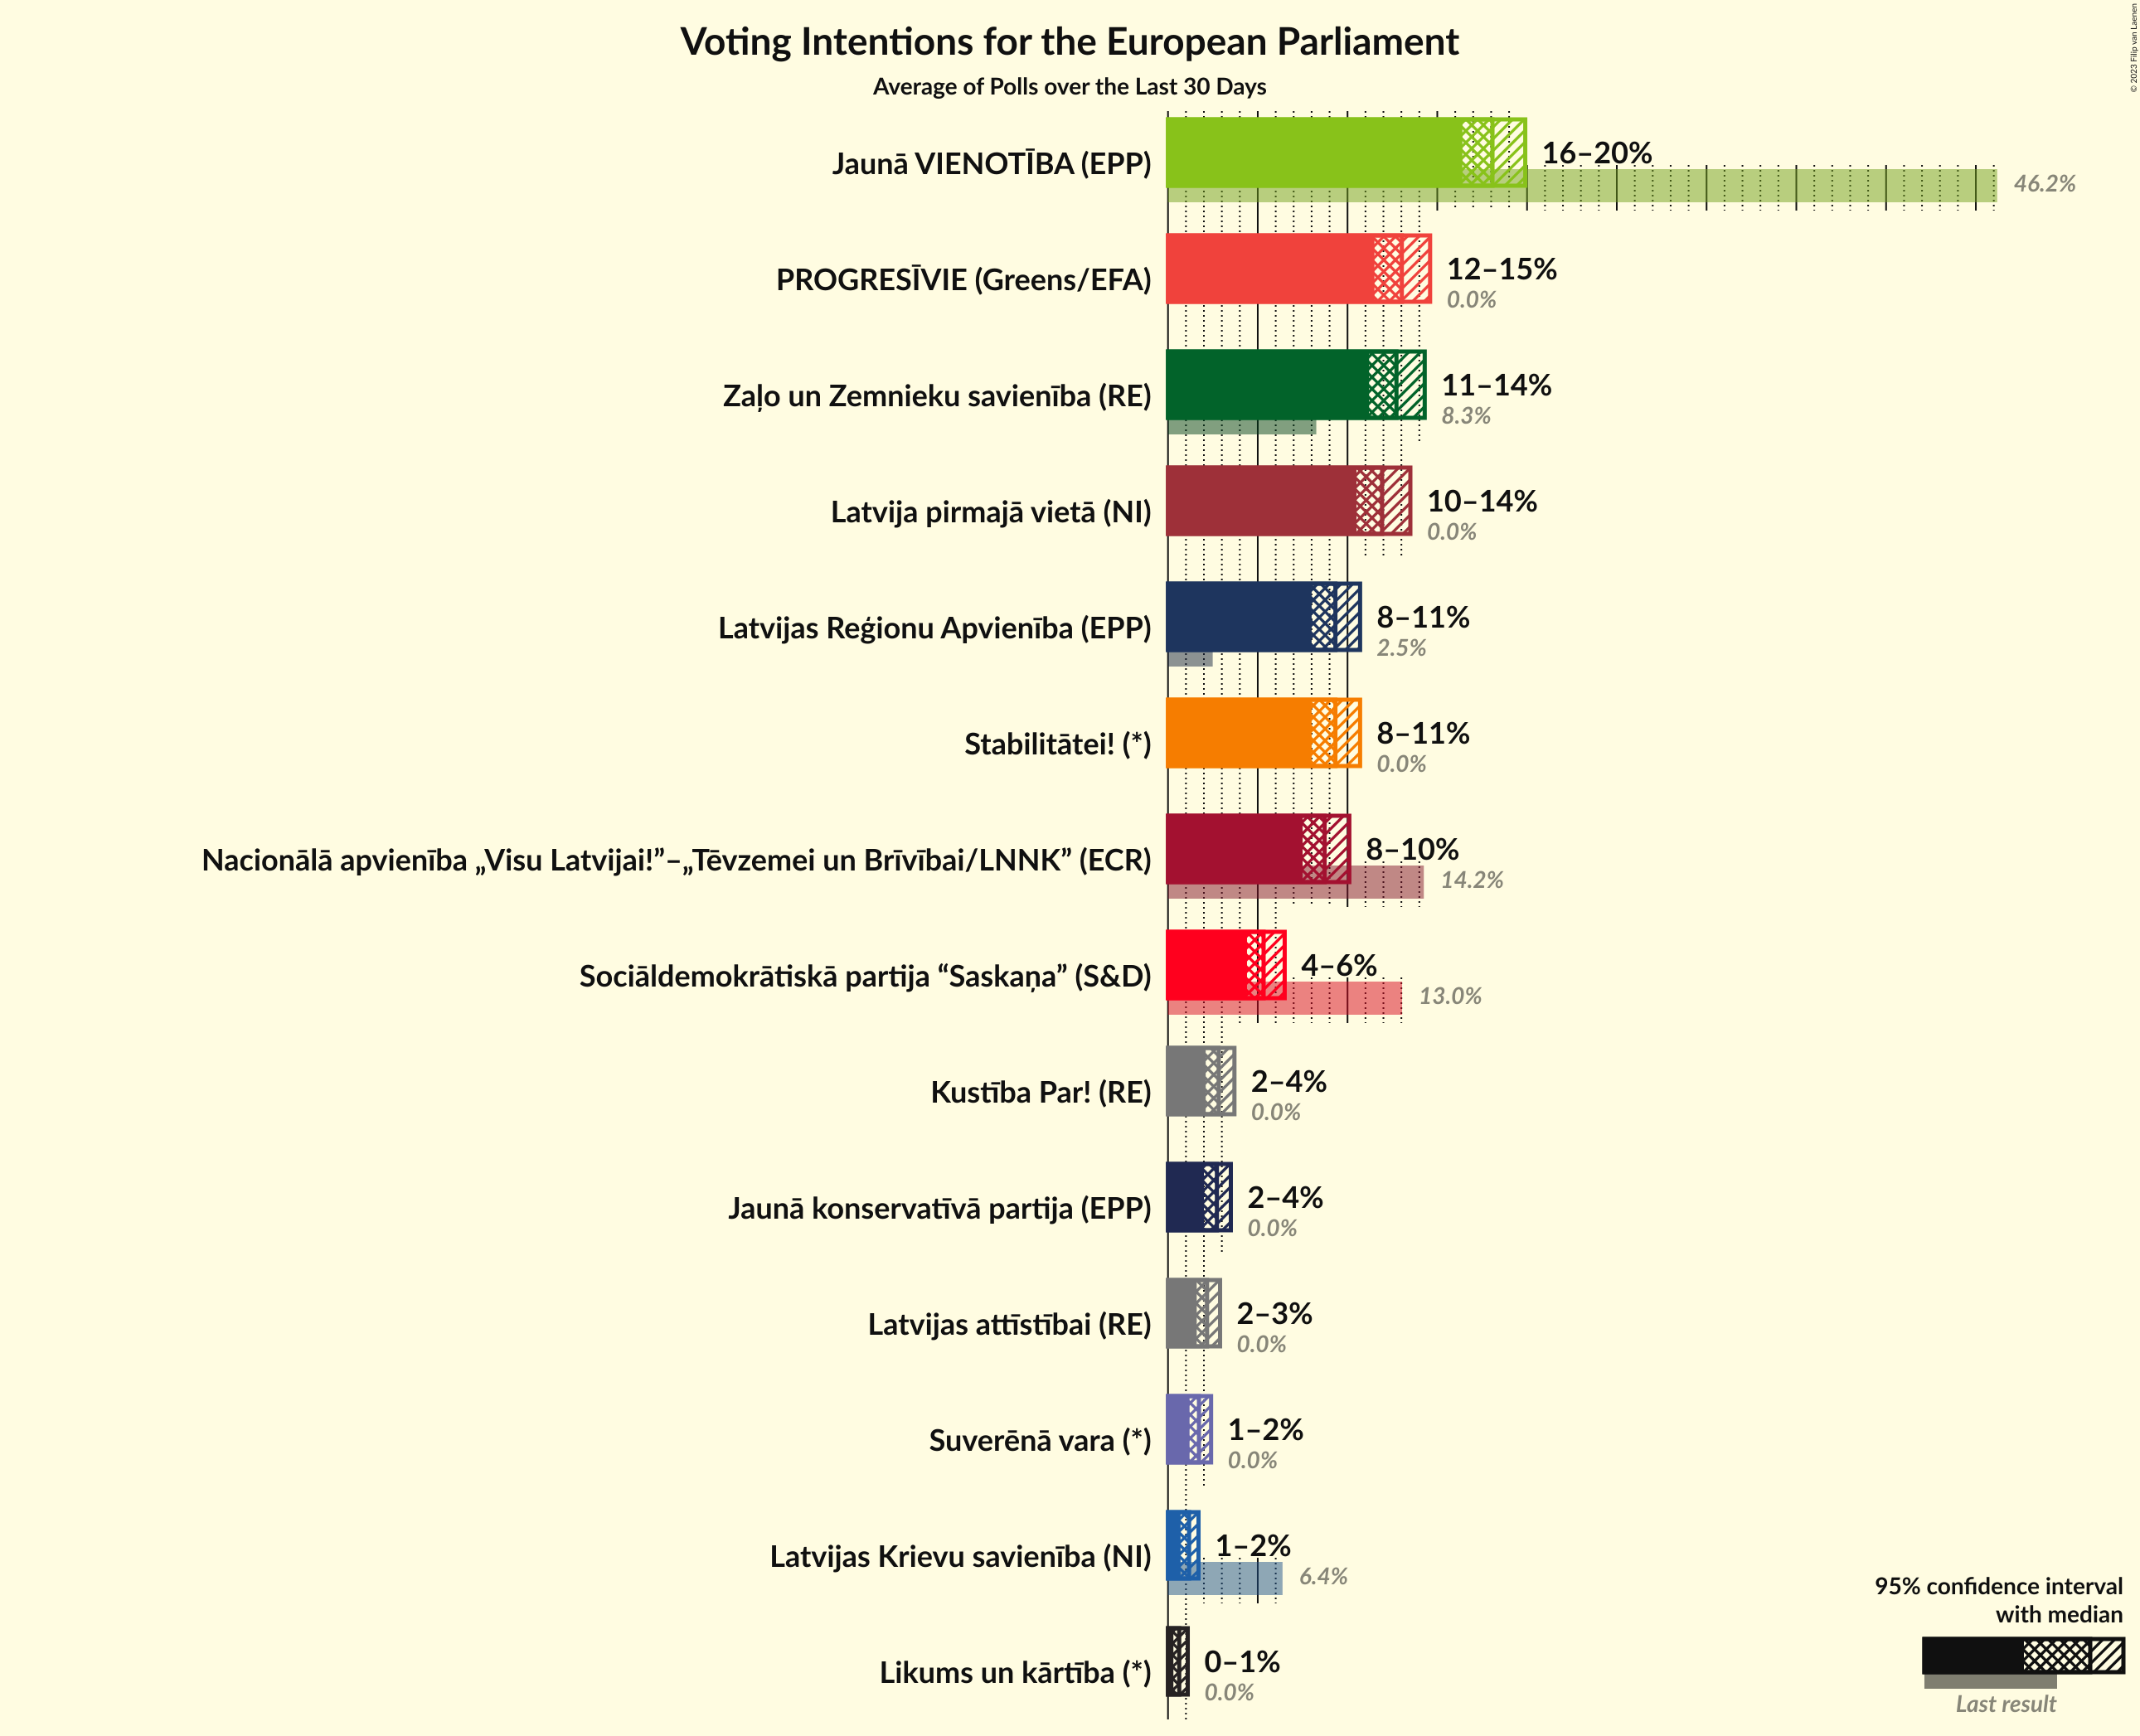 Voting Intentions for the European Parliament
Average of Polls over the Last 30 Days
© 2023 Filip van Laenen
Jaunā VIENOTĪBA (EPP)
16–20%
46.2%
PROGRESĪVIE (Greens/EFA)
12–15%
0.0%
Zaļo un Zemnieku savienība (RE)
11–14%
8.3%
Latvija pirmajā vietā (NI)
10–14%
0.0%
Latvijas Reģionu Apvienība (EPP)
8–11%
2.5%
Stabilitātei! (*)
8–11%
0.0%
Nacionālā apvienība „Visu Latvijai!”–„Tēvzemei un Brīvībai/LNNK” (ECR)
8–10%
14.2%
Sociāldemokrātiskā partija “Saskaņa” (S&D)
4–6%
13.0%
Kustība Par! (RE)
2–4%
0.0%
Jaunā konservatīvā partija (EPP)
2–4%
0.0%
Latvijas attīstībai (RE)
2–3%
0.0%
Suverēnā vara (*)
1–2%
0.0%
Latvijas Krievu savienība (NI)
1–2%
6.4%
Likums un kārtība (*)
0–1%
0.0%
95% confidence interval
with median
Last result